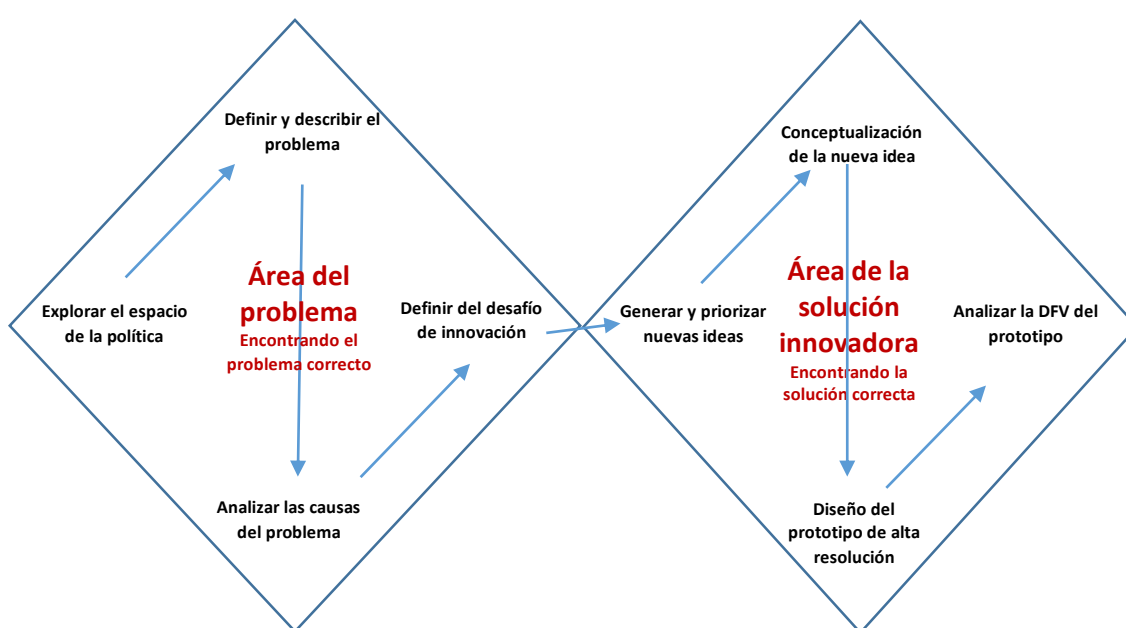 Definir y describir el
problema
Área del
problema
Encontrando el
problema correcto
Explorar el espacio
de la política
Definir del desafío
de innovación
Analizar las causas
del problema
Conceptualización
de la nueva idea
Área de la
solución
innovadora
Encontrando la
solución correcta
Generar y priorizar
nuevas ideas
Analizar la DFV del
prototipo
Diseño del
prototipo de alta
resolución